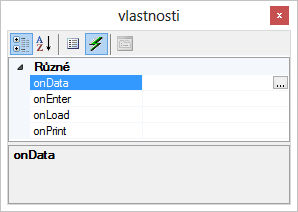 vlastnosti
x
A
Z
Různé
onData
...
onEnter
onLoad
onPrint
onData